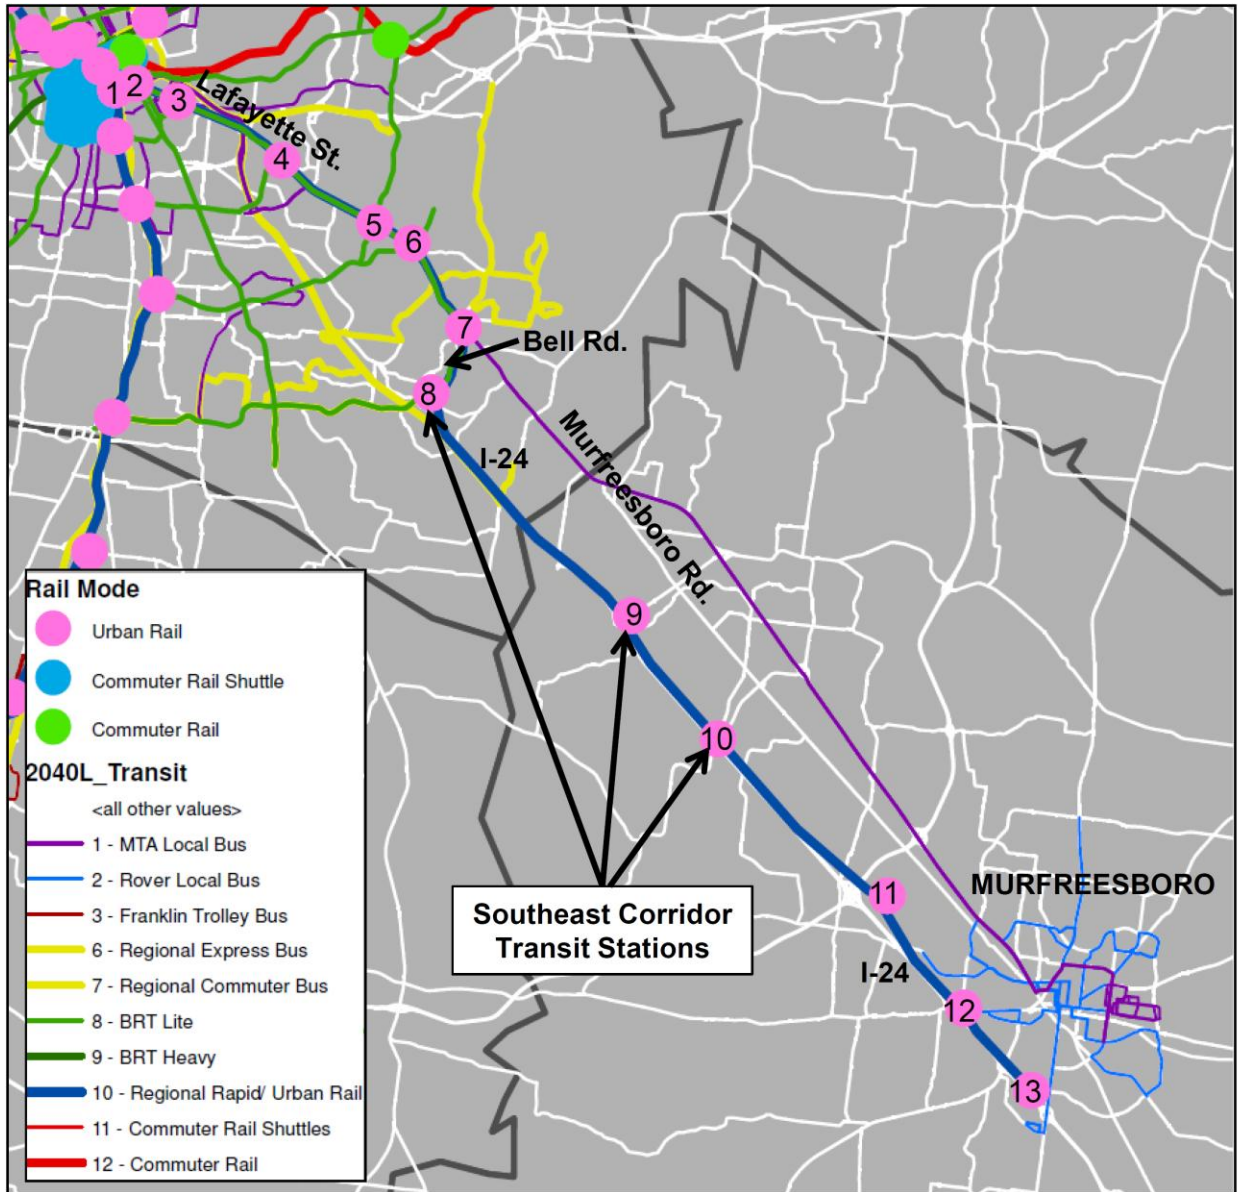 1
2
3
Lafayette St.
4
5
6
7
Bell Rd.
8
I-24
Murfreesboro Rd.
9
10
Southeast Corridor
Transit Stations
11
MURFREESBORO
I-24
12
13
Rail Mode
Urban Rail
Commuter Rail Shuttle
Commuter Rail
2040L_Transit
<all other values>
1 - MTA Local Bus
2 - Rover Local Bus
3 - Franklin Trolley Bus
6 - Regional Express Bus
7 - Regional Commuter Bus
8 - BRT Lite
9 - BRT Heavy
10 - Regional Rapid/ Urban Rail
11 - Commuter Rail Shuttles
12 - Commuter Rail